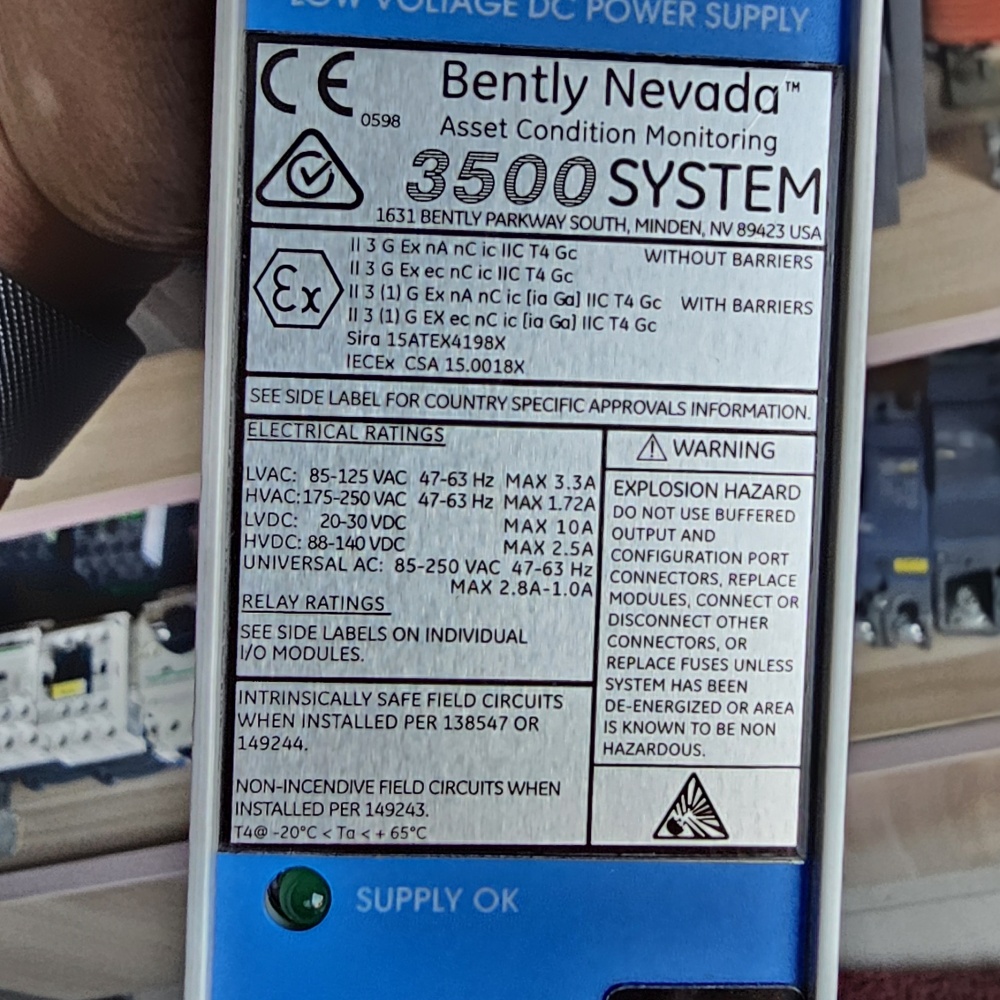 LOW VOLTAGE DC POWER SUPPLY
CE 0598
Bently Nevada™
Asset Condition Monitoring
3500 SYSTEM
1631 BENTLY PARKWAY SOUTH, MINDEN, NV 89423 USA
Ex
II 3 G Ex nA nC ic IIC T4 Gc WITHOUT BARRIERS
II 3 G Ex ec nC ic IIC T4 Gc
II 3 (1) G Ex nA nC ic [ia Ga] IIC T4 Gc WITH BARRIERS
II 3 (1) G EX ec nC ic [ia Ga] IIC T4 Gc
Sira 15ATEX4198X
IECEx CSA 15.0018X
SEE SIDE LABEL FOR COUNTRY SPECIFIC APPROVALS INFORMATION.
ELECTRICAL RATINGS
LVAC: 85-125 VAC 47-63 Hz MAX 3.3A
HVAC: 175-250 VAC 47-63 Hz MAX 1.72A
LVDC: 20-30 VDC MAX 10A
HVDC: 88-140 VDC MAX 2.5A
UNIVERSAL AC: 85-250 VAC 47-63 Hz
MAX 2.8A-1.0A
RELAY RATINGS
SEE SIDE LABELS ON INDIVIDUAL
I/O MODULES.
INTRINSICALLY SAFE FIELD CIRCUITS
WHEN INSTALLED PER 138547 OR
149244.
NON-INCENDIVE FIELD CIRCUITS WHEN
INSTALLED PER 149243.
T4@ -20°C < Ta < + 65°C
WARNING
EXPLOSION HAZARD
DO NOT USE BUFFERED
OUTPUT AND
CONFIGURATION PORT
CONNECTORS, REPLACE
MODULES, CONNECT OR
DISCONNECT OTHER
CONNECTORS, OR
REPLACE FUSES UNLESS
SYSTEM HAS BEEN
DE-ENERGIZED OR AREA
IS KNOWN TO BE NON
HAZARDOUS.
SUPPLY OK